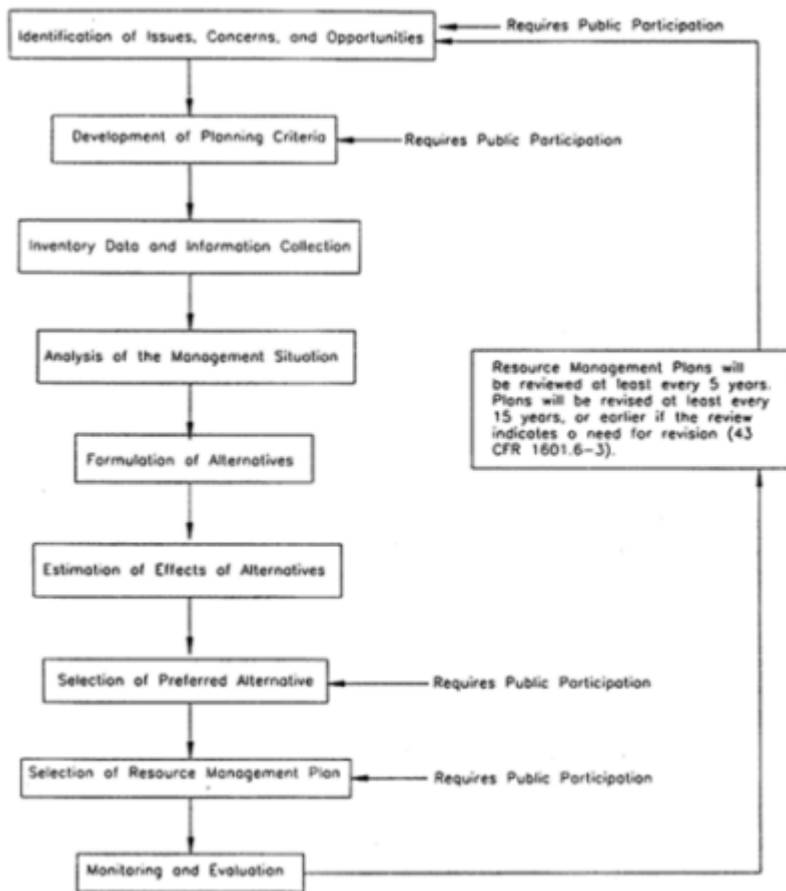 Identification of Issues, Concerns, and Opportunities
Requires Public Participation
Development of Planning Criteria
Requires Public Participation
Inventory Data and Information Collection
Analysis of the Management Situation
Resource Management Plans will
be reviewed at least every 5 years.
Plans will be revised at least every
15 years, or earlier if the review
indicates a need for revision (43
CFR 1601.6-3).
Formulation of Alternatives
Estimation of Effects of Alternatives
Selection of Preferred Alternative
Requires Public Participation
Selection of Resource Management Plan
Requires Public Participation
Monitoring and Evaluation